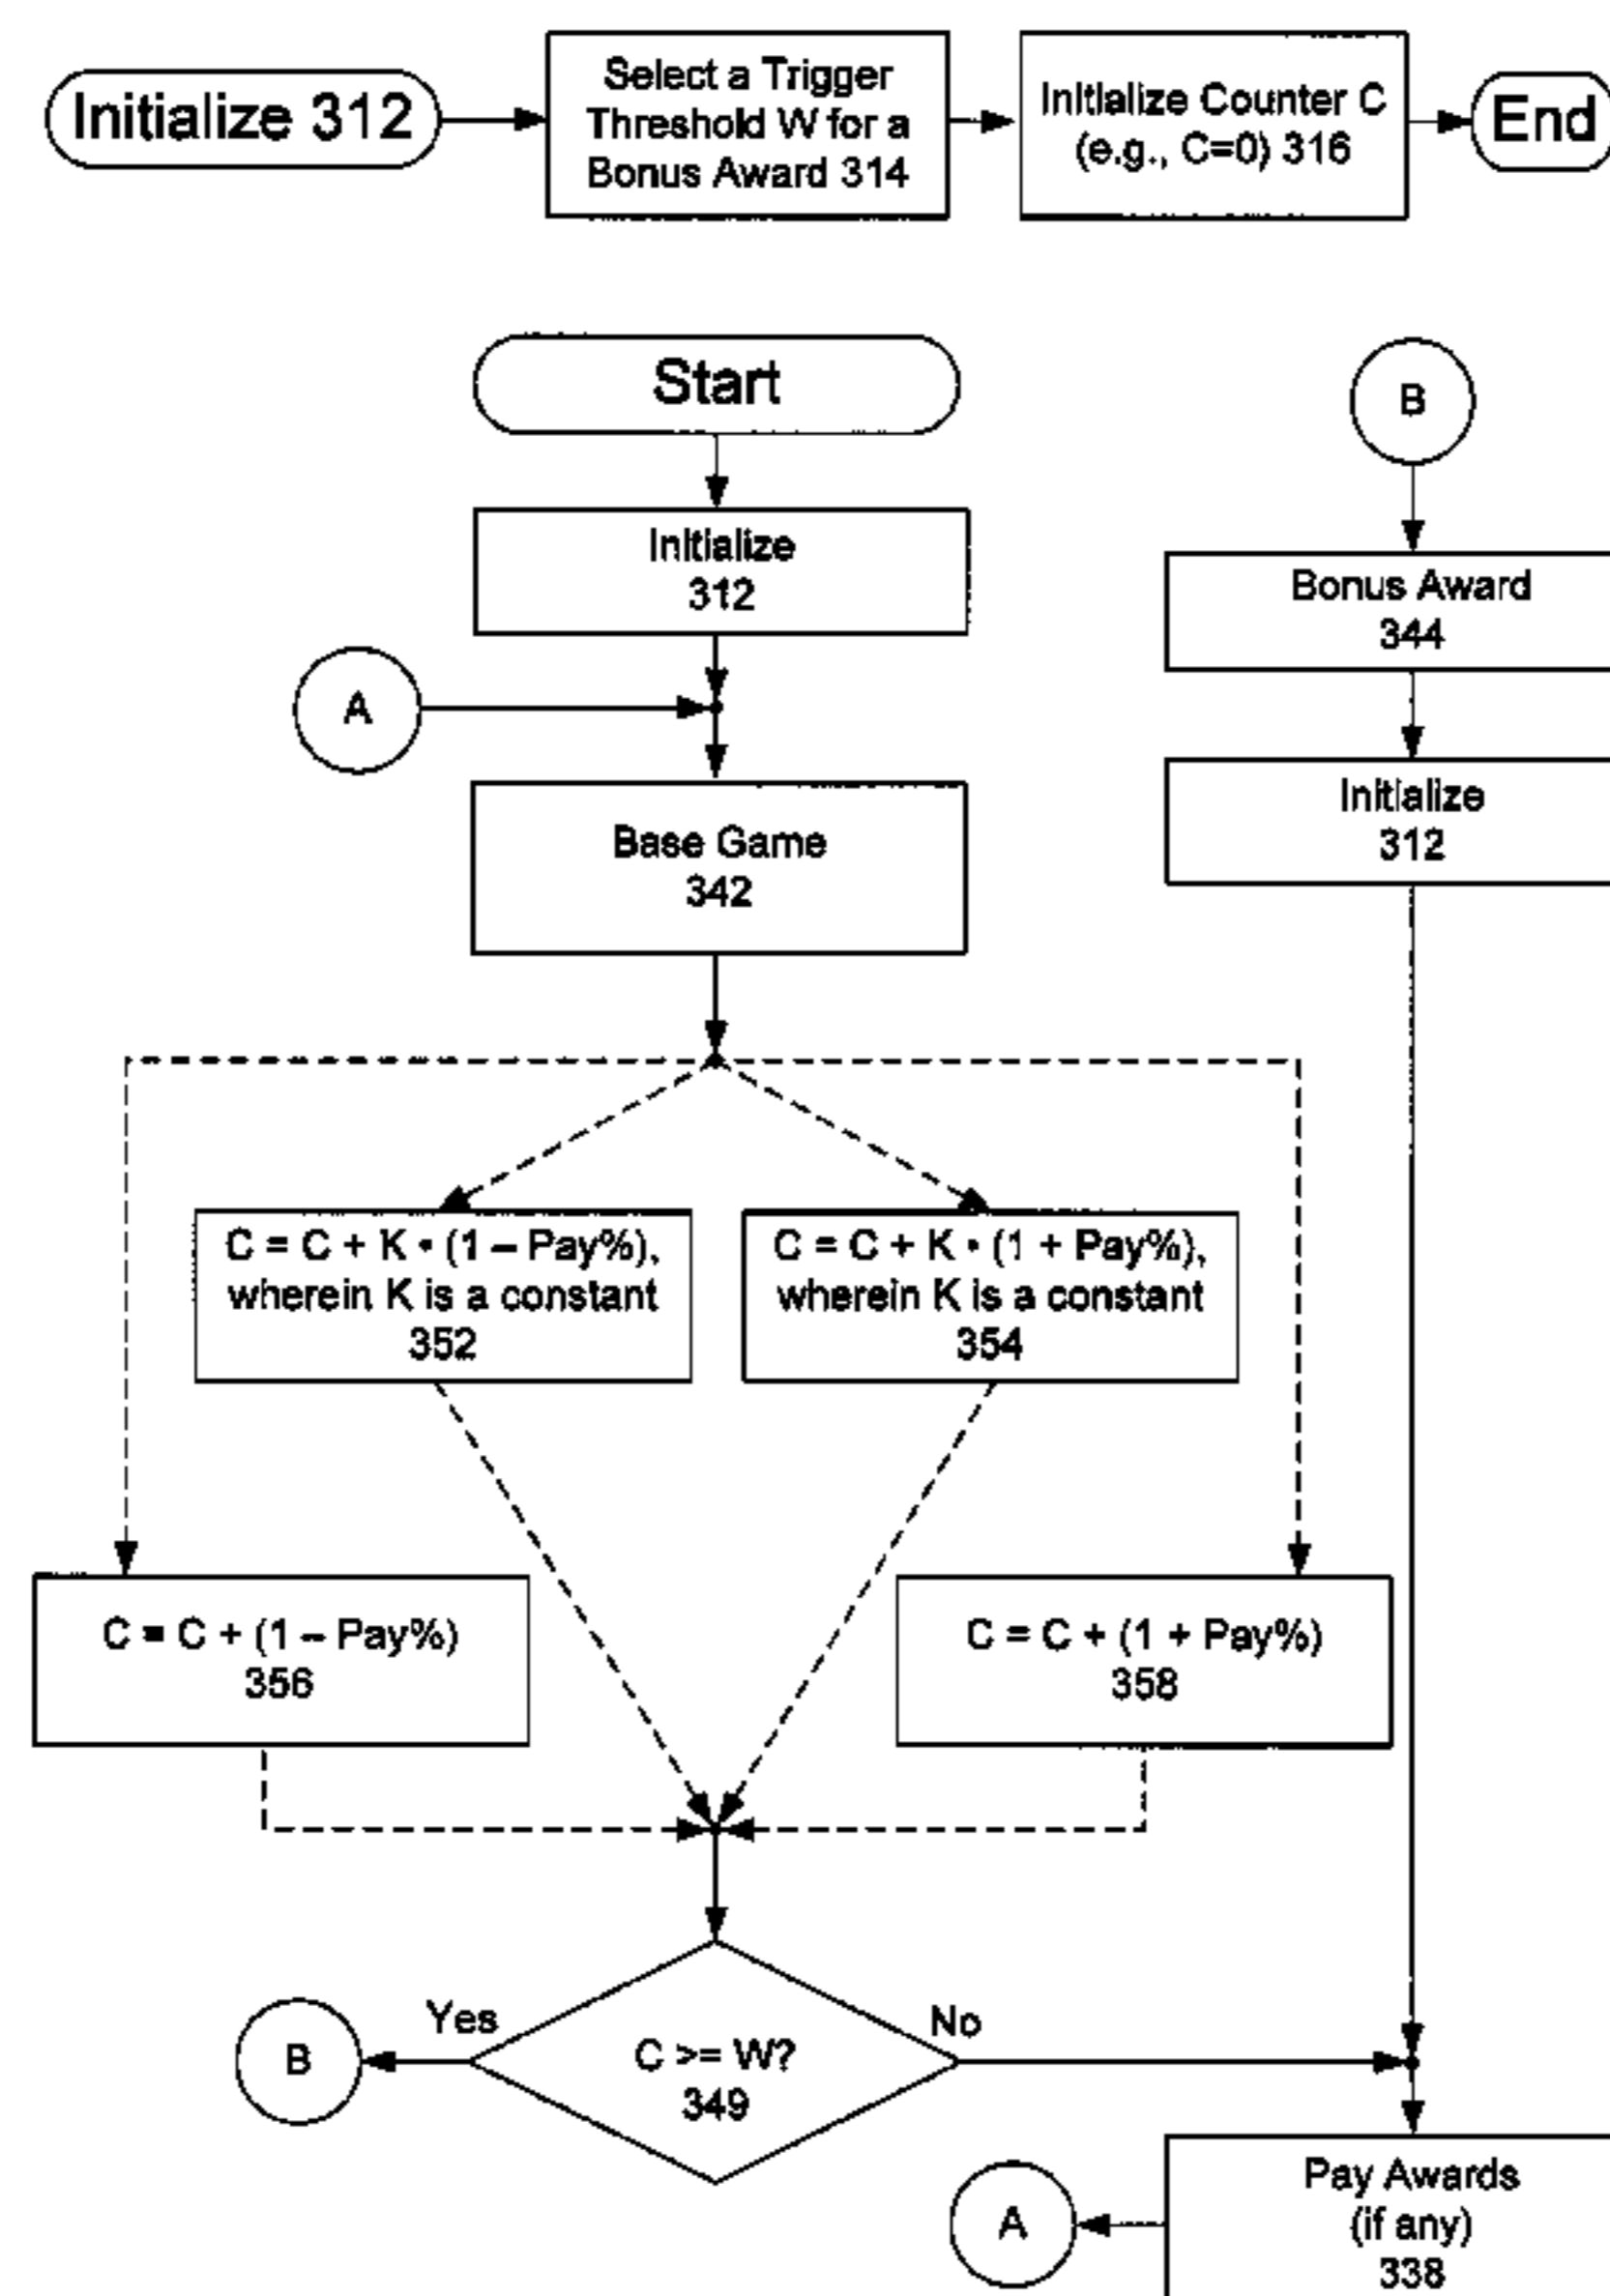 Initialize 312
Select a Trigger
Threshold W for a
Bonus Award 314
Initialize Counter C
(e.g., C=0) 316
End
Start
B
Initialize
312
Bonus Award
344
A
Initialize
312
Base Game
342
C = C + K • (1 – Pay%),
wherein K is a constant
352
C = C + K • (1 + Pay%),
wherein K is a constant
354
C = C + (1 – Pay%)
356
C = C + (1 + Pay%)
358
Yes
No
B
C >= W?
349
Pay Awards
(if any)
338
A